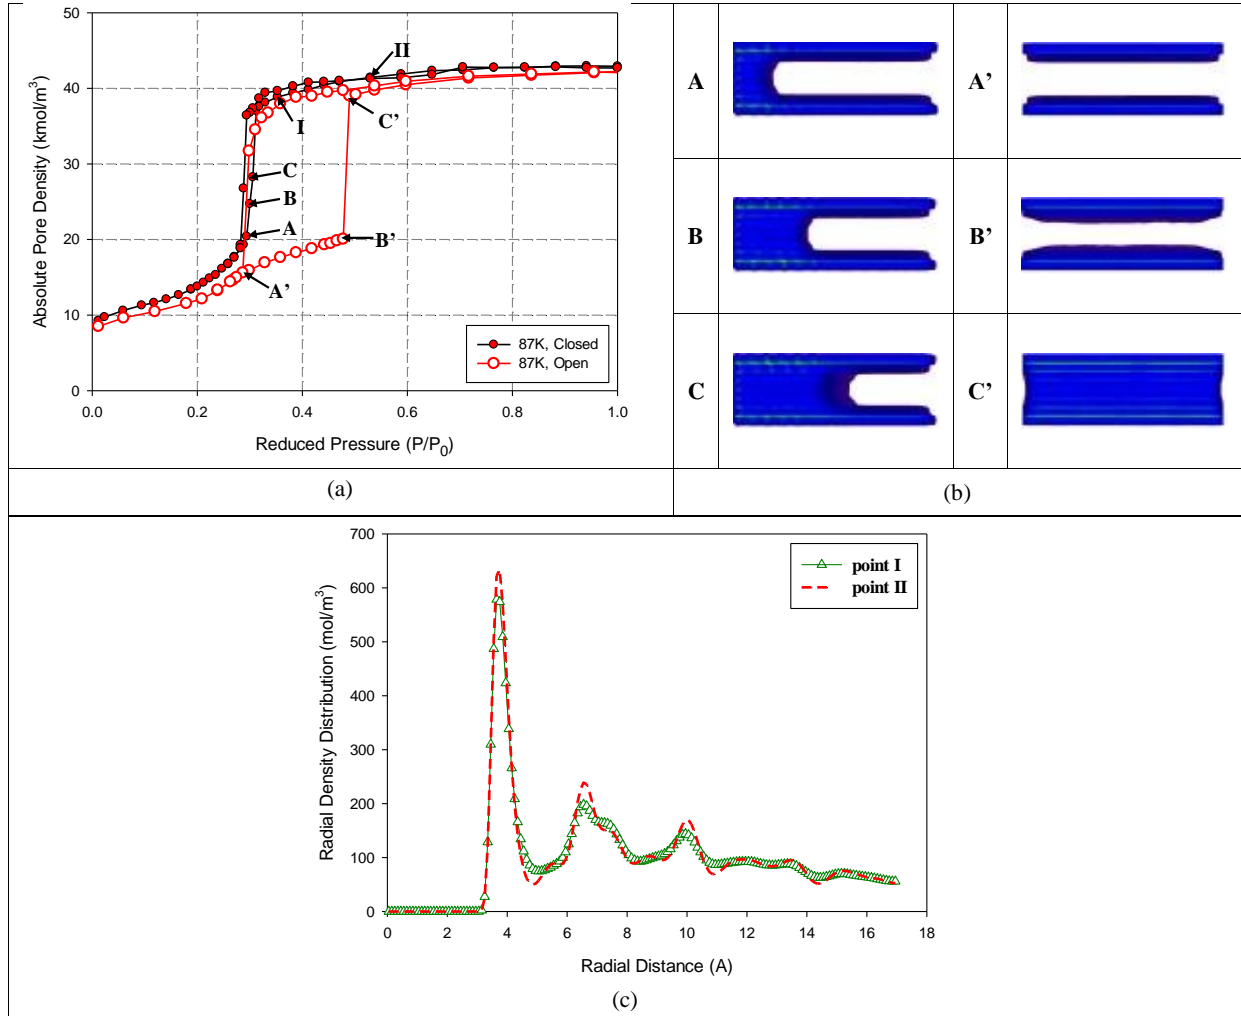 50
40
30
20
10
0
Absolute Pore Density (kmol/m³)
II
I
C'
C
B
A
B'
A'
87K, Closed
87K, Open
0.0 0.2 0.4 0.6 0.8 1.0
Reduced Pressure (P/P₀)
(a)
A A’
B B’
C C’
(b)
700
600
500
400
300
200
100
0
Radial Density Distribution (mol/m³)
point I
point II
0 2 4 6 8 10 12 14 16 18
Radial Distance (A)
(c)